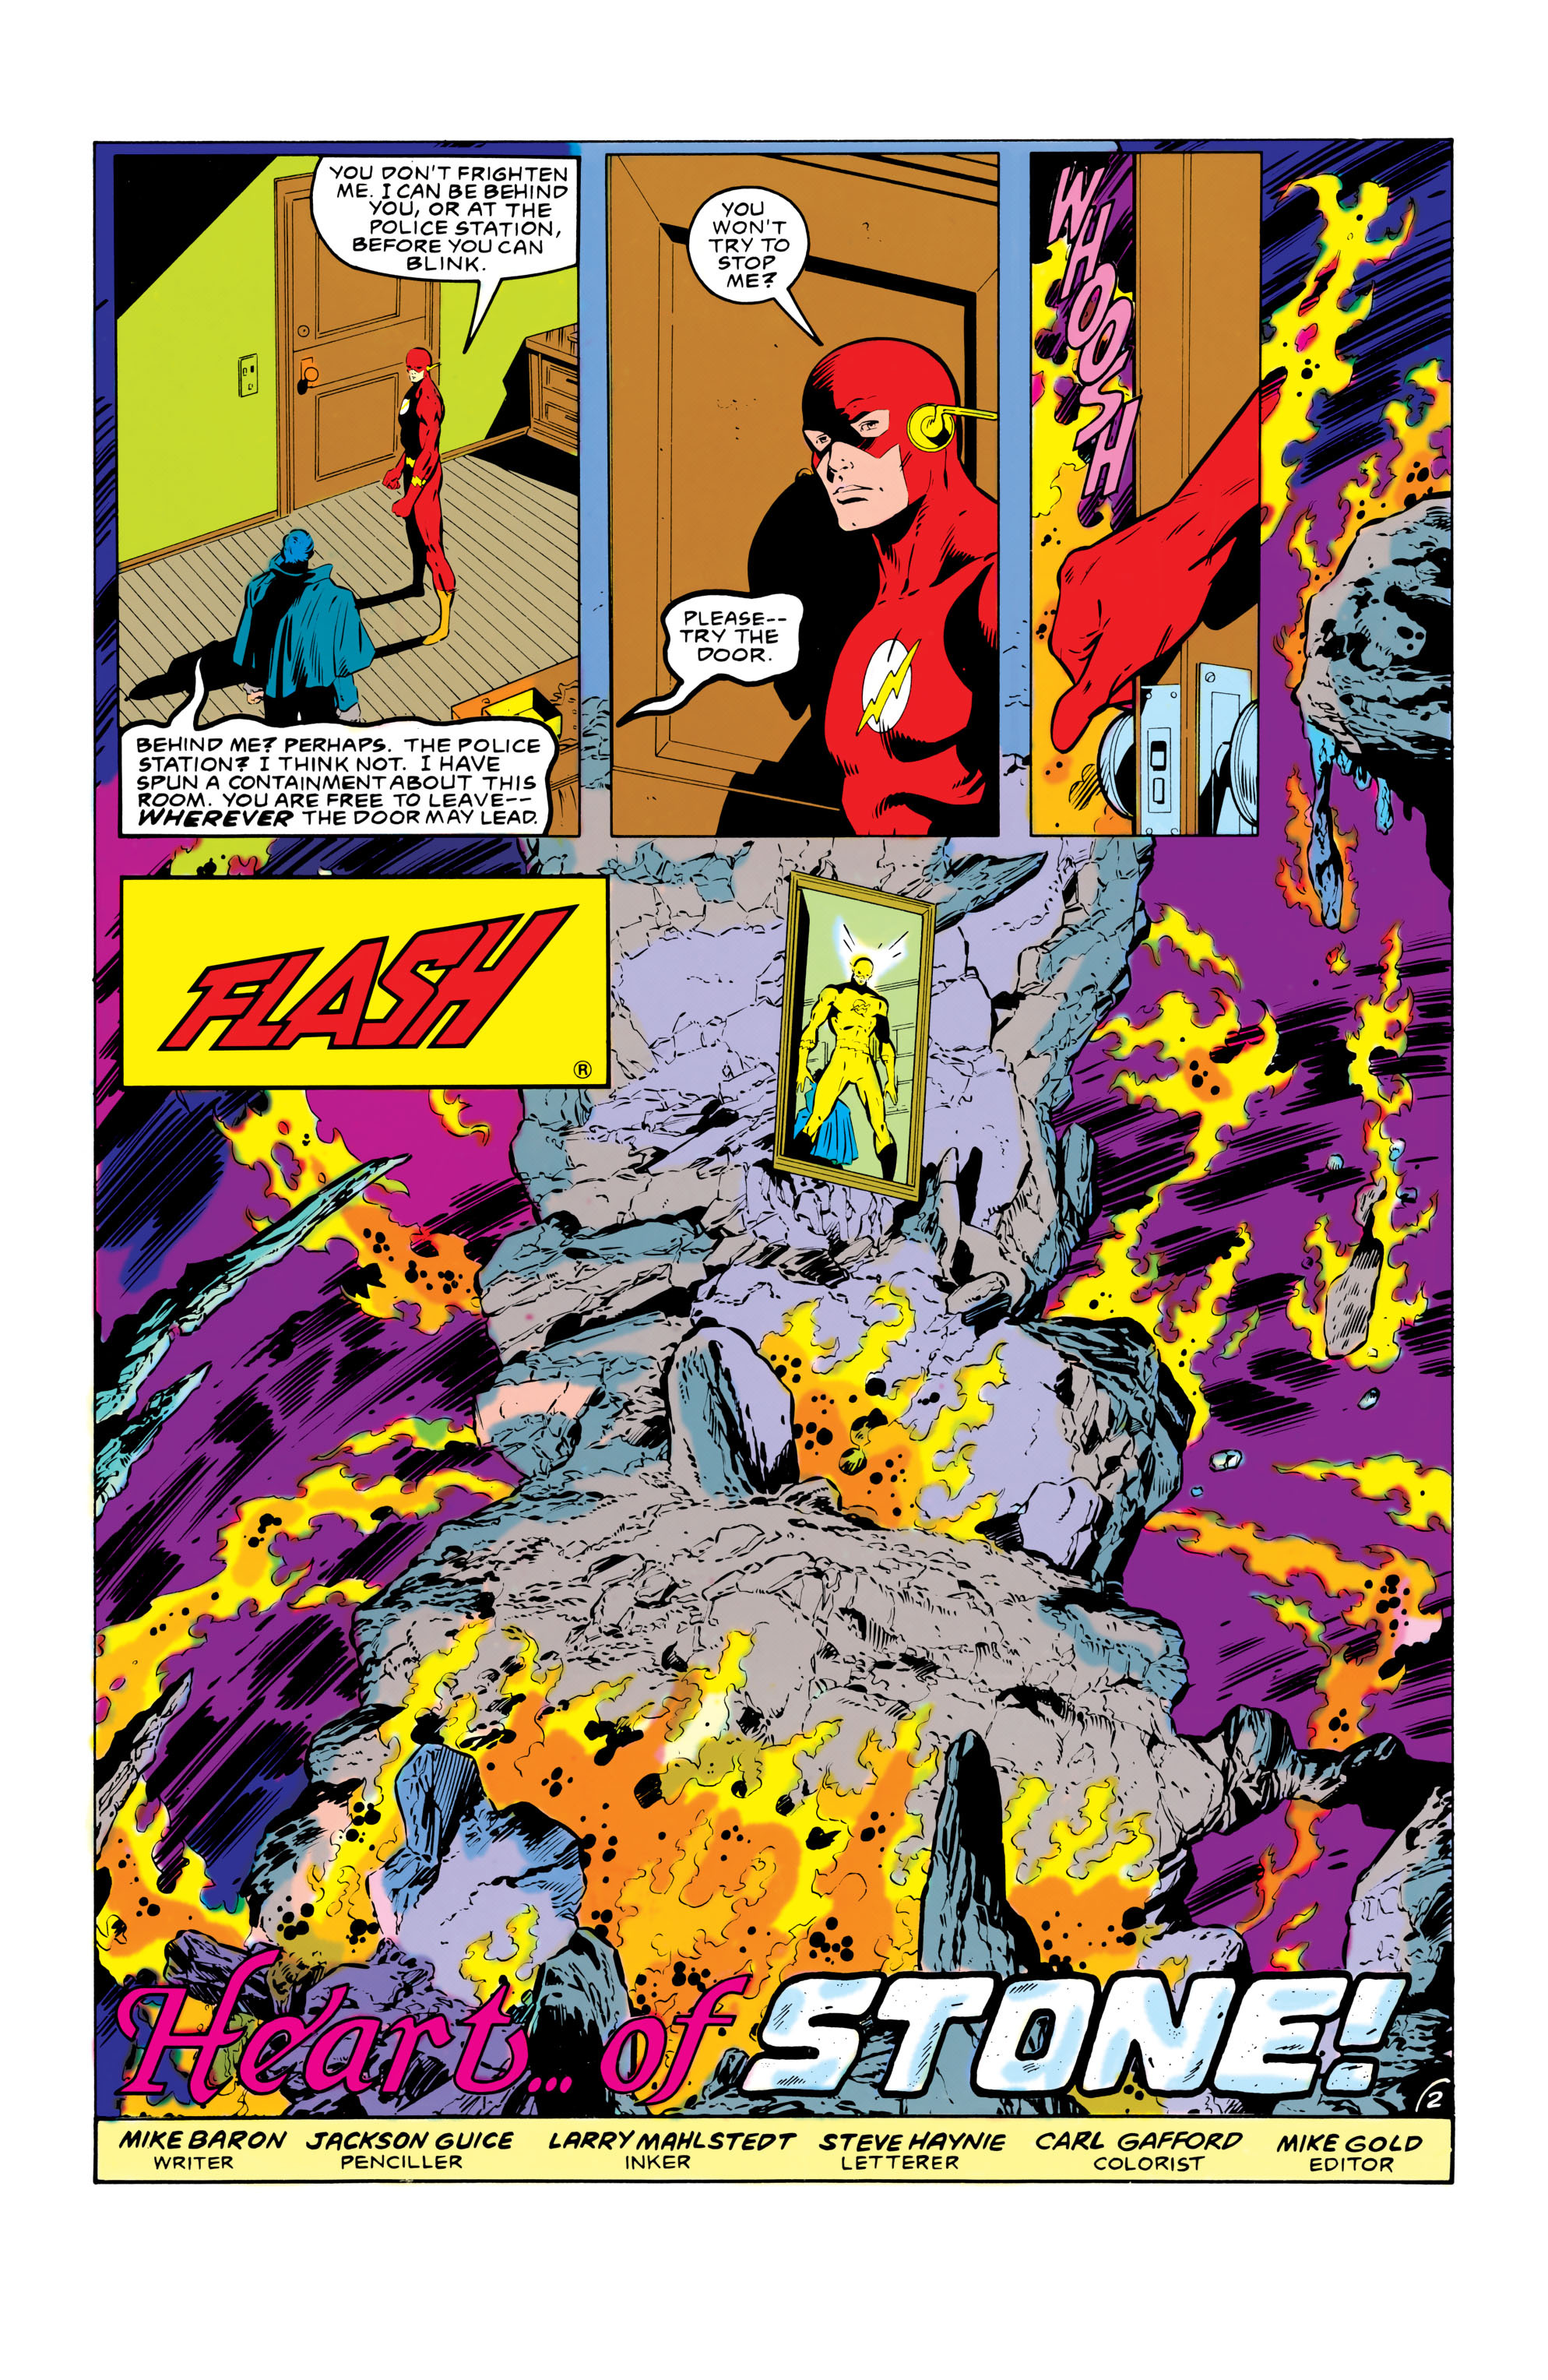 YOU DON'T FRIGHTEN
ME. I CAN BE BEHIND
YOU, OR AT THE
POLICE STATION,
BEFORE YOU CAN
BLINK.
BEHIND ME? PERHAPS. THE POLICE
STATION? I THINK NOT. I HAVE
SPUN A CONTAINMENT ABOUT THIS
ROOM. YOU ARE FREE TO LEAVE--
WHEREVER THE DOOR MAY LEAD.
YOU
WON'T
TRY TO
STOP
ME?
PLEASE--
TRY THE
DOOR.
WHOOSH
FLASH
®
Heart... of STONE!
2
MIKE BARON
WRITER
JACKSON GUICE
PENCILLER
LARRY MAHLSTEDT
INKER
STEVE HAYNIE
LETTERER
CARL GAFFORD
COLORIST
MIKE GOLD
EDITOR